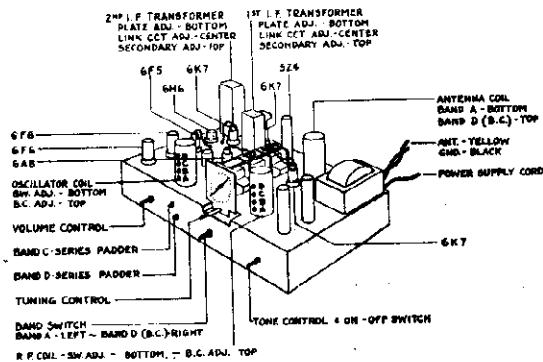 2ND I.F. TRANSFORMER
PLATE ADJ. - BOTTOM
LINK CCT ADJ. - CENTER
SECONDARY ADJ. - TOP
1ST I.F. TRANSFORMER
PLATE ADJ. - BOTTOM
LINK CCT ADJ. - CENTER
SECONDARY ADJ. - TOP
6F5
6H6
6K7
6K7
5Z4
6F6
6F6
6A8
ANTENNA COIL
BAND A - BOTTOM
BAND D (B.C.) - TOP
ANT. - YELLOW
GND. - BLACK
POWER SUPPLY CORD
OSCILLATOR COIL
SW. ADJ. - BOTTOM
B.C. ADJ. - TOP
VOLUME CONTROL
BAND C - SERIES PADDER
BAND D - SERIES PADDER
TUNING CONTROL
BAND SWITCH
BAND A - LEFT ~ BAND D (B.C.) - RIGHT
R.F. COIL - SW. ADJ. - BOTTOM, - B.C. ADJ. TOP
6K7
TONE CONTROL & ON - OFF SWITCH